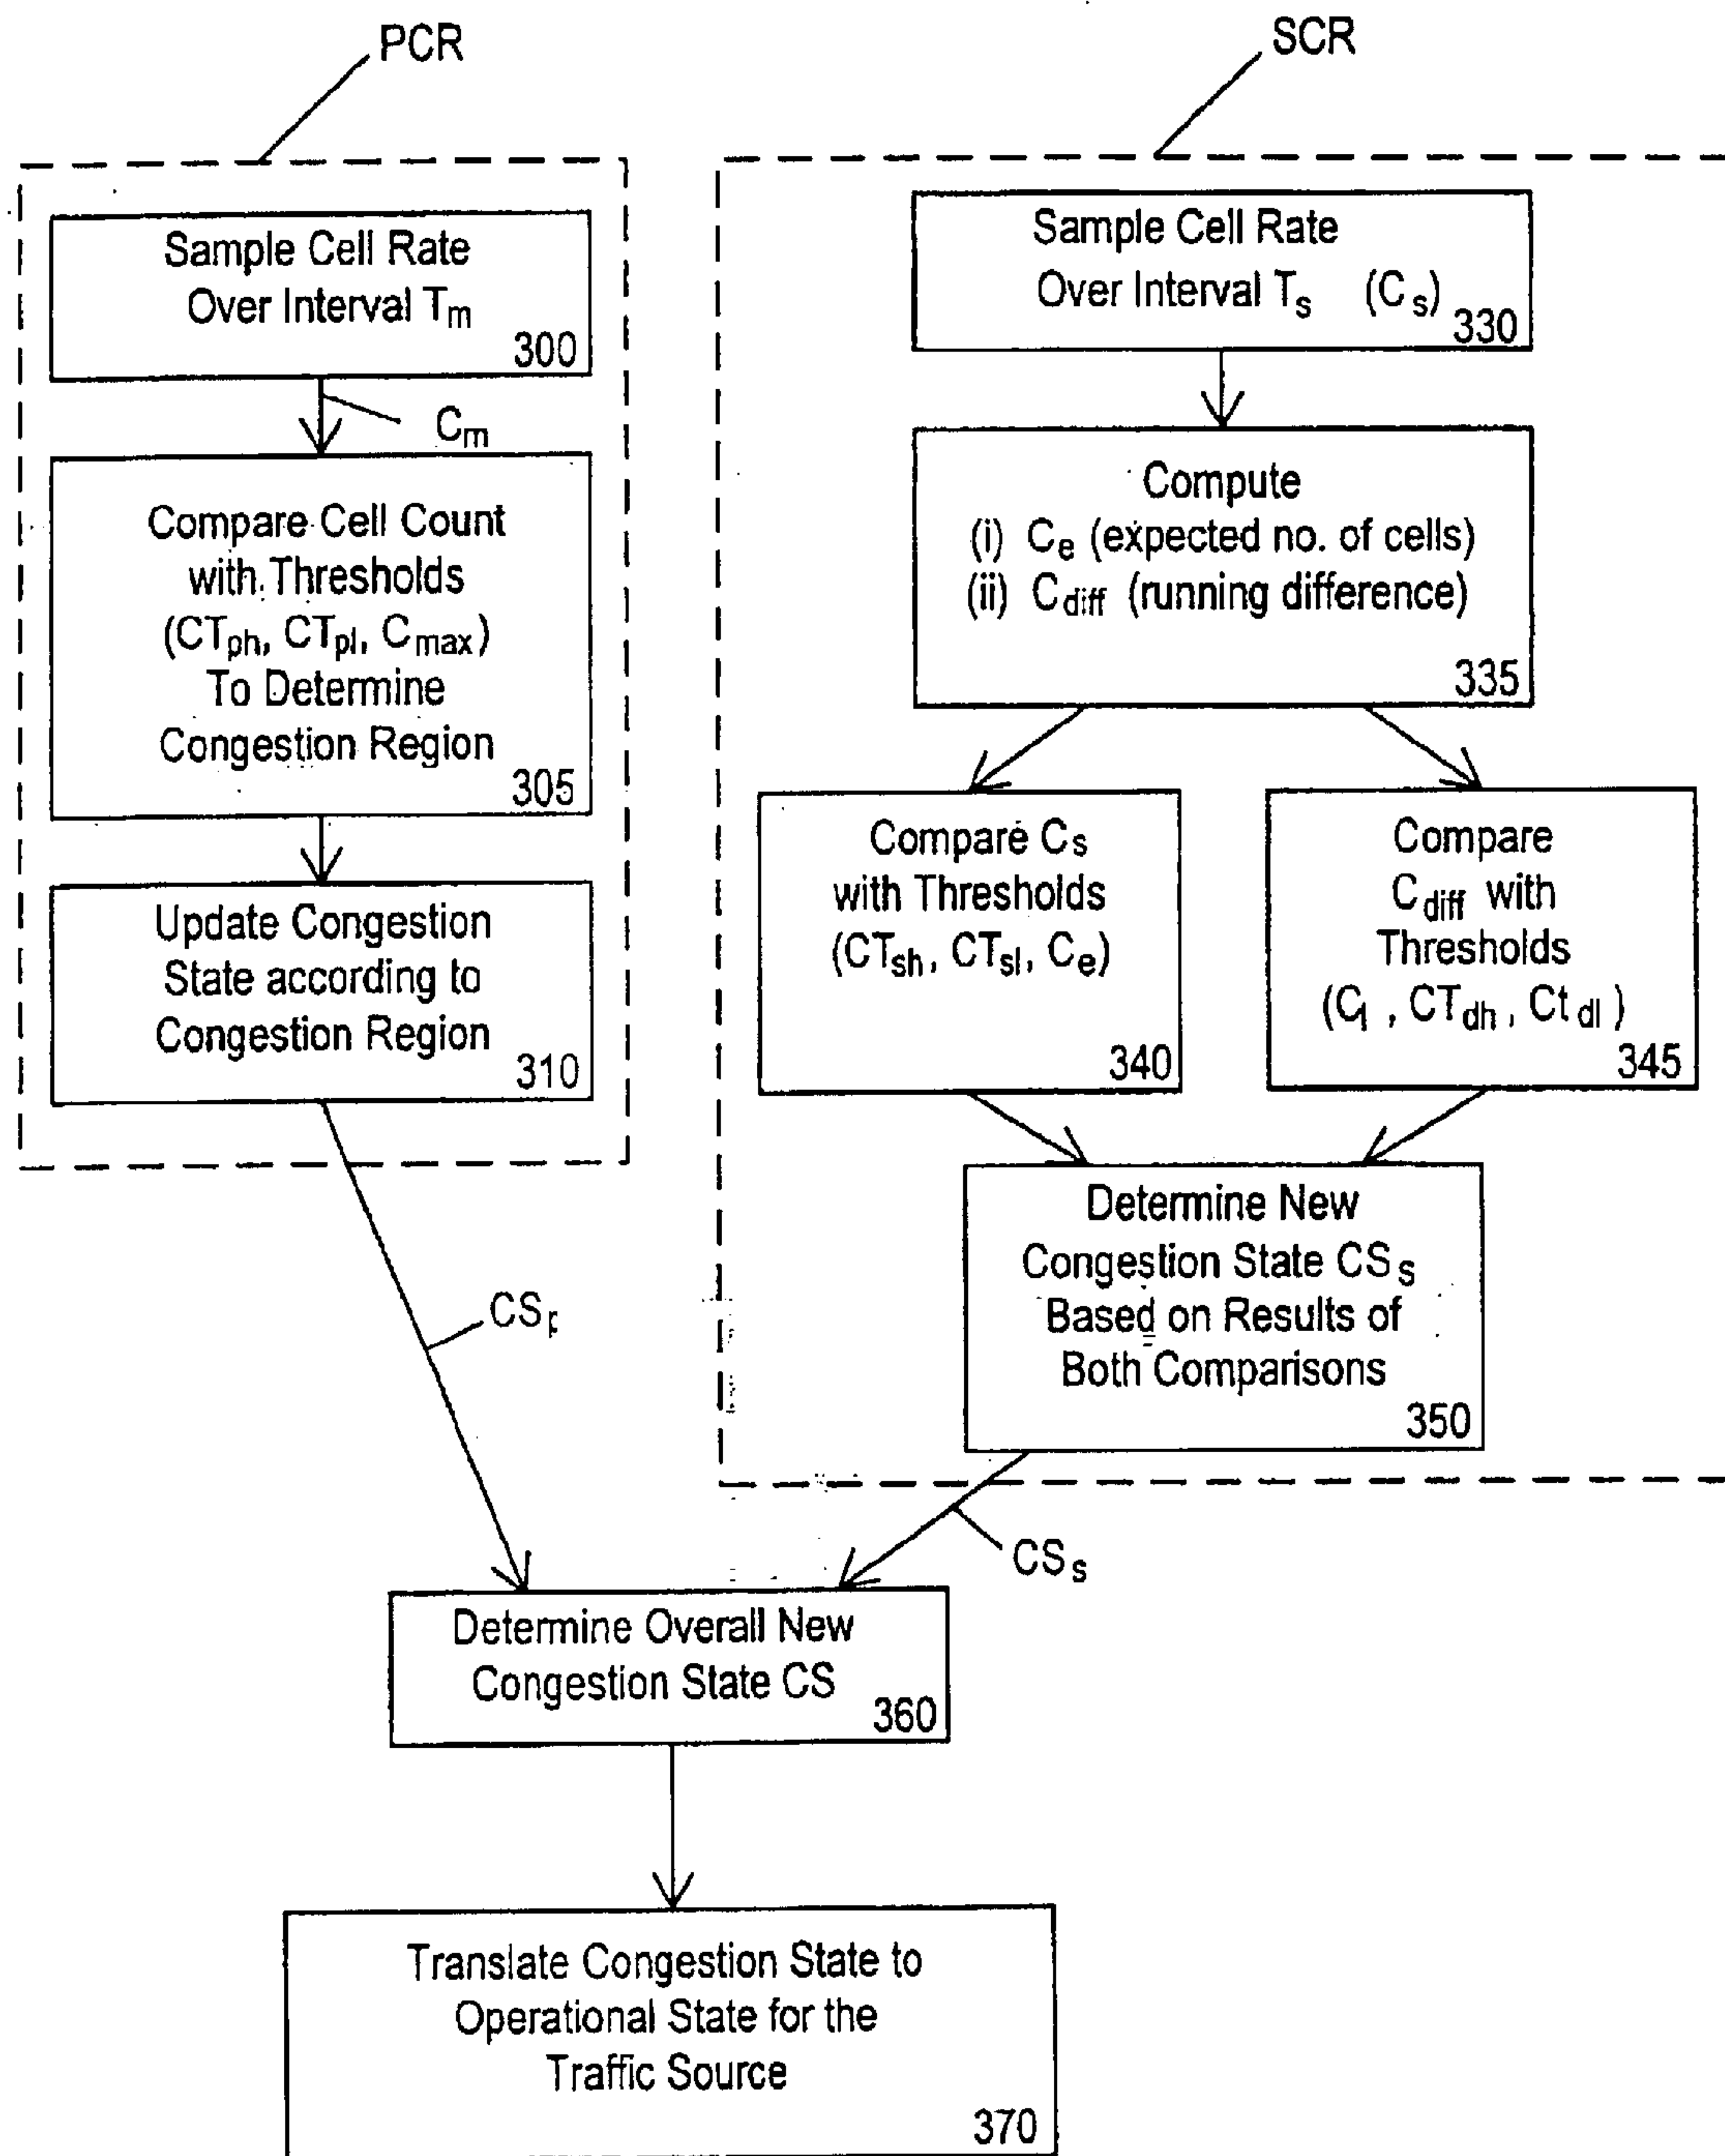 PCR
Sample Cell Rate
Over Interval Tm
300
Cm
Compare Cell Count
with Thresholds
(CTph, CTpl, Cmax)
To Determine
Congestion Region
305
Update Congestion
State according to
Congestion Region
310
CSp
SCR
Sample Cell Rate
Over Interval Ts (Cs)
330
Compute
(i) Ce (expected no. of cells)
(ii) Cdiff (running difference)
335
Compare Cs
with Thresholds
(CTsh, CTsl, Ce)
340
Compare
Cdiff with
Thresholds
(Cl, CTdh, Ctdl)
345
Determine New
Congestion State CSs
Based on Results of
Both Comparisons
350
CSs
Determine Overall New
Congestion State CS
360
Translate Congestion State to
Operational State for the
Traffic Source
370